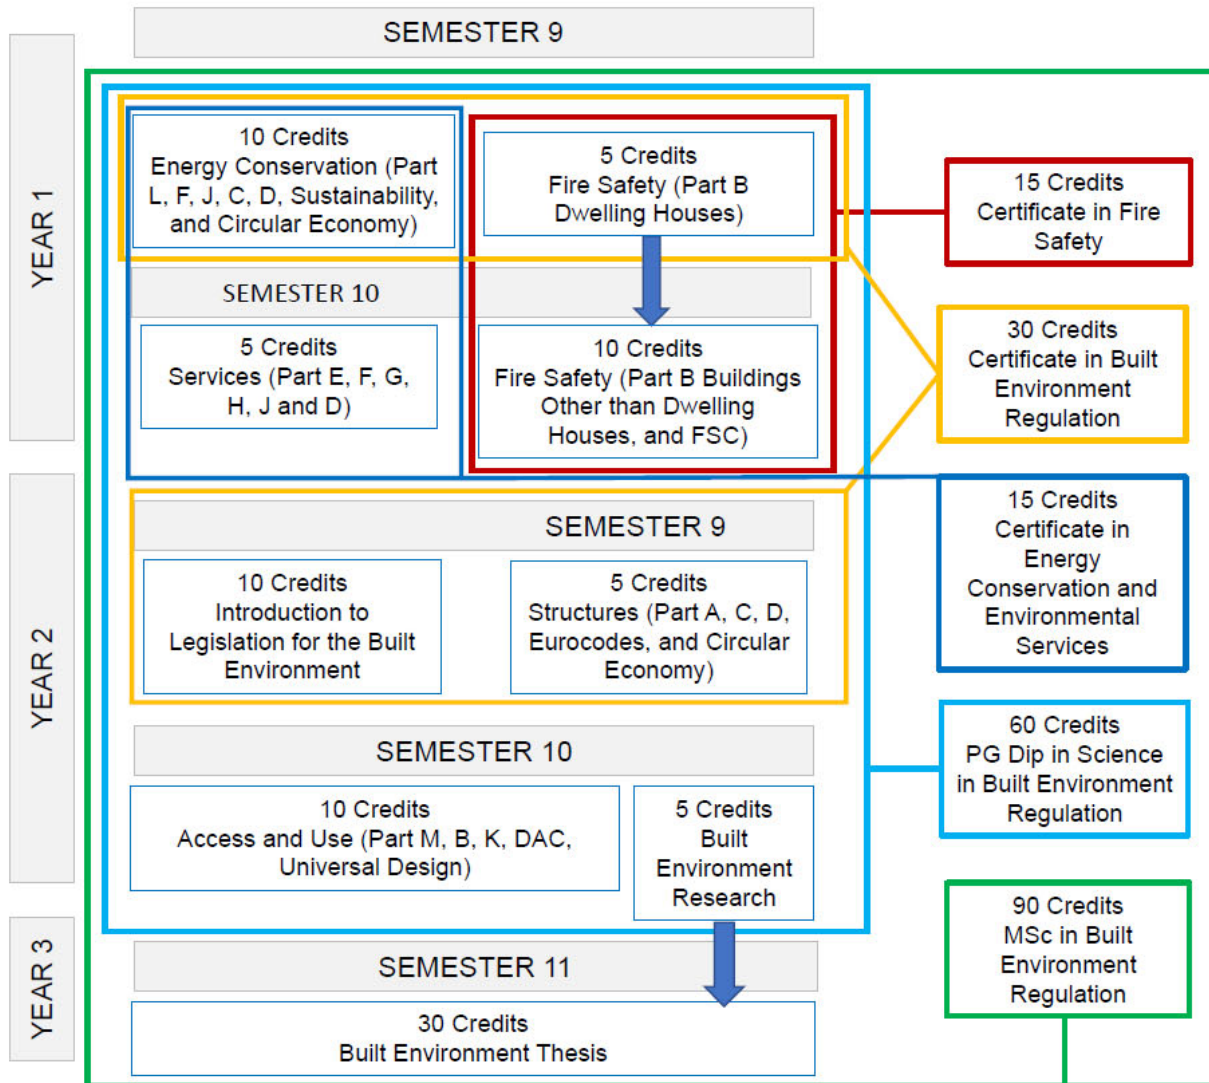 SEMESTER 9
YEAR 1
10 Credits
Energy Conservation (Part
L, F, J, C, D, Sustainability,
and Circular Economy)
5 Credits
Fire Safety (Part B
Dwelling Houses)
15 Credits
Certificate in Fire
Safety
SEMESTER 10
5 Credits
Services (Part E, F, G,
H, J and D)
10 Credits
Fire Safety (Part B Buildings
Other than Dwelling
Houses, and FSC)
30 Credits
Certificate in Built
Environment
Regulation
YEAR 2
SEMESTER 9
10 Credits
Introduction to
Legislation for the Built
Environment
5 Credits
Structures (Part A, C, D,
Eurocodes, and Circular
Economy)
15 Credits
Certificate in
Energy
Conservation and
Environmental
Services
SEMESTER 10
10 Credits
Access and Use (Part M, B, K, DAC,
Universal Design)
5 Credits
Built
Environment
Research
60 Credits
PG Dip in Science
in Built Environment
Regulation
YEAR 3
SEMESTER 11
30 Credits
Built Environment Thesis
90 Credits
MSc in Built
Environment
Regulation